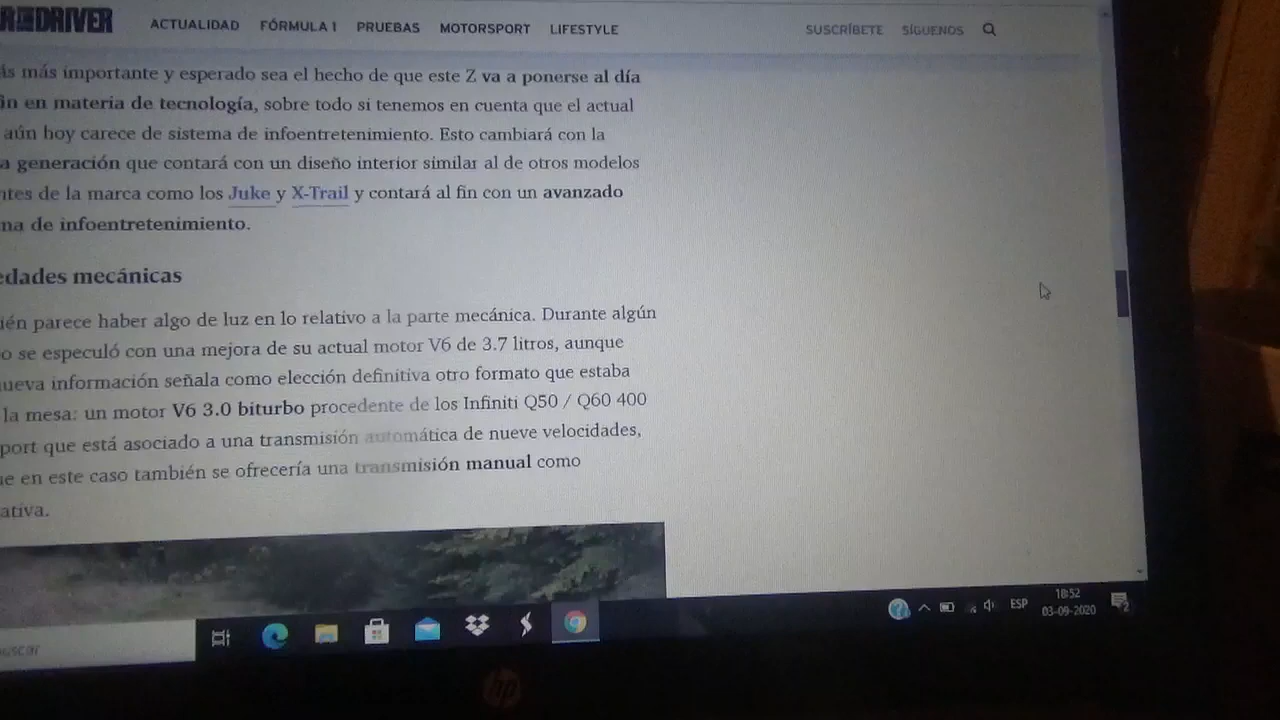 DRIVER ACTUALIDAD FÓRMULA 1 PRUEBAS MOTORSPORT LIFESTYLE SUSCRÍBETE SÍGUENOS
más importante y esperado sea el hecho de que este Z va a ponerse al día
en materia de tecnología, sobre todo si tenemos en cuenta que el actual
aún hoy carece de sistema de infoentretenimiento. Esto cambiará con la
generación que contará con un diseño interior similar al de otros modelos
de la marca como los Juke y X-Trail y contará al fin con un avanzado
de infoentretenimiento.
edades mecánicas
ién parece haber algo de luz en lo relativo a la parte mecánica. Durante algún
o se especuló con una mejora de su actual motor V6 de 3.7 litros, aunque
ueva información señala como elección definitiva otro formato que estaba
la mesa: un motor V6 3.0 biturbo procedente de los Infiniti Q50 / Q60 400
port que está asociado a una transmisión automática de nueve velocidades,
ue en este caso también se ofrecería una transmisión manual como
ativa.
uscar
ESP
18:52
03-09-2020
2
hp